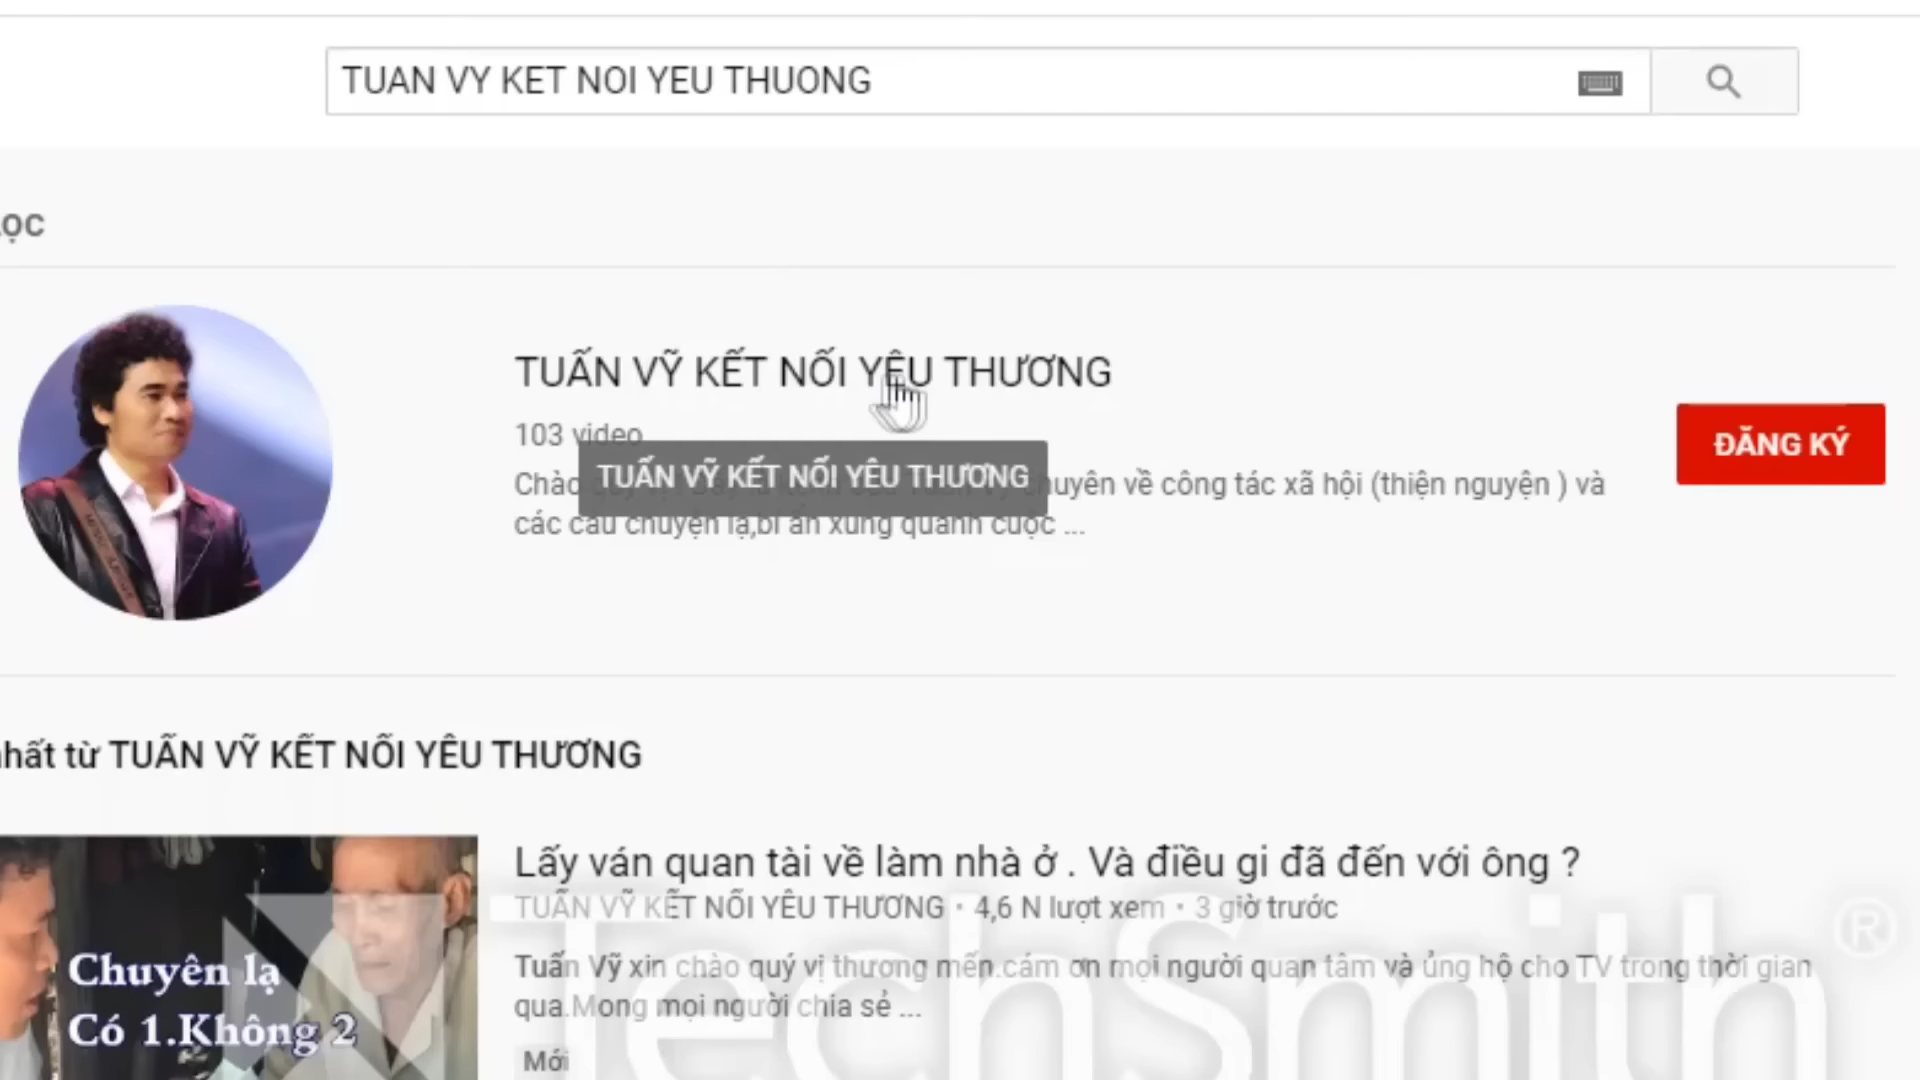 TUAN VY KET NOI YEU THUONG
LỌC
TUẤN VỸ KẾT NỐI YÊU THƯƠNG
103 video
TUẤN VỸ KẾT NỐI YÊU THƯƠNG
Chào chuyên về công tác xã hội (thiện nguyện ) và
các câu chuyện lạ,bí ẩn xung quanh cuộc ...
ĐĂNG KÝ
nhất từ TUẤN VỸ KẾT NỐI YÊU THƯƠNG
Lấy ván quan tài về làm nhà ở . Và điều gi đã đến với ông ?
TUẤN VỸ KẾT NỐI YÊU THƯƠNG • 4,6 N lượt xem • 3 giờ trước
Tuấn Vỹ xin chào quý vị thương mến.cám ơn mọi người quan tâm và ủng hộ cho TV trong thời gian
qua.Mong mọi người chia sẻ ...
Mới
Chuyện lạ
Có 1.Không 2
TechSmith®